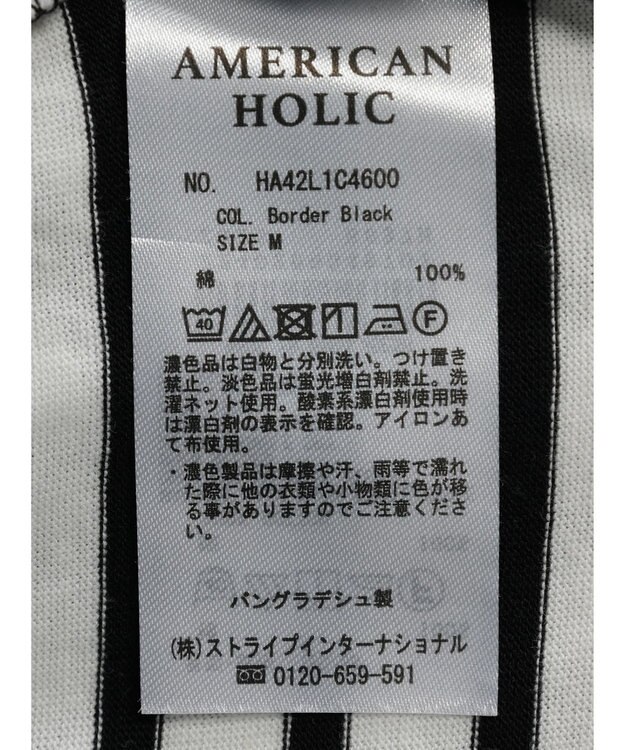 AMERICAN
HOLIC
NO. HA42L1C4600
COL. Border Black
SIZE M
綿 100%
40
濃色品は白物と分別洗い。つけ置き
禁止。淡色品は蛍光増白剤禁止。洗
濯ネット使用。酸素系漂白剤使用時
は漂白剤の表示を確認。アイロンあ
て布使用。
・濃色製品は摩擦や汗、雨等で濡れ
た際に他の衣類や小物類に色が移
る事がありますのでご注意くださ
い。
バングラデシュ製
(株)ストライプインターナショナル
0120-659-591